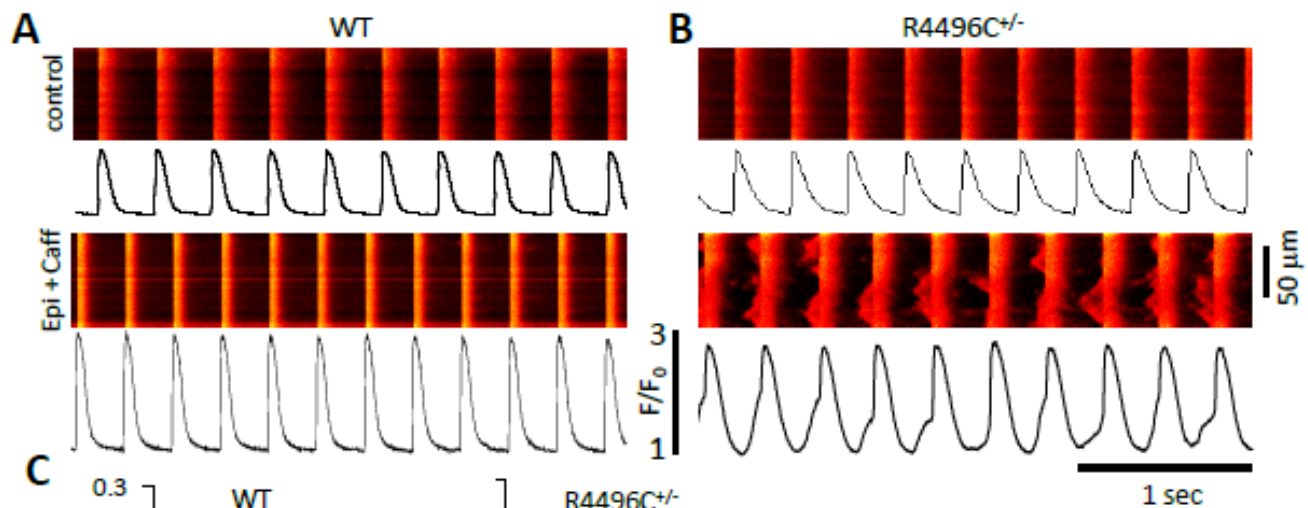 A WT
B R4496C+/-
control
Epi + Caff
50 μm
3
F/F0
1
1 sec
C
0.3 WT
R4496C+/-